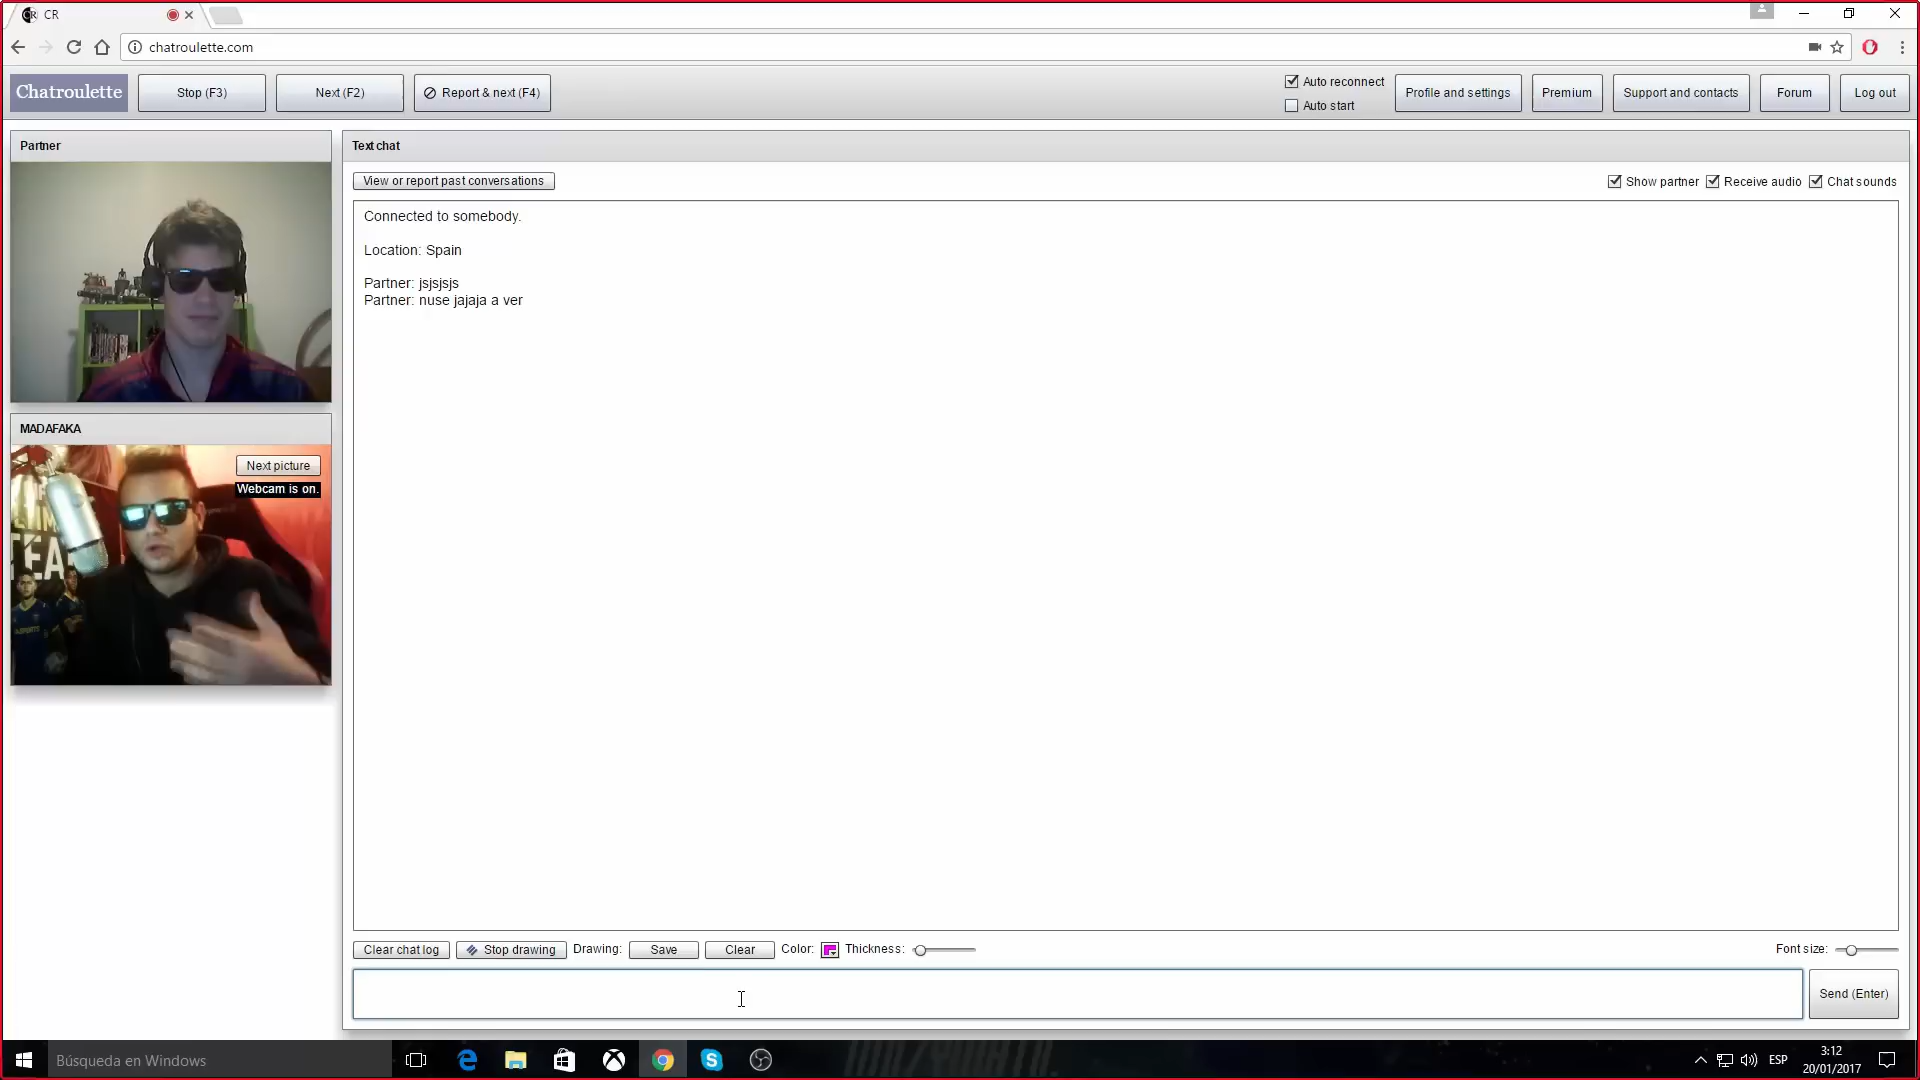 CR
chatroulette.com
Chatroulette
Stop (F3)
Next (F2)
Report & next (F4)
Auto reconnect
Auto start
Profile and settings
Premium
Support and contacts
Forum
Log out
Partner
Text chat
View or report past conversations
Show partner
Receive audio
Chat sounds
Connected to somebody.
Location: Spain
Partner: jsjsjsjs
Partner: nuse jajaja a ver
MADAFAKA
Next picture
Webcam is on.
TEA
Clear chat log
Stop drawing
Drawing:
Save
Clear
Color:
Thickness:
Font size:
Send (Enter)
Búsqueda en Windows
ESP
3:12
20/01/2017